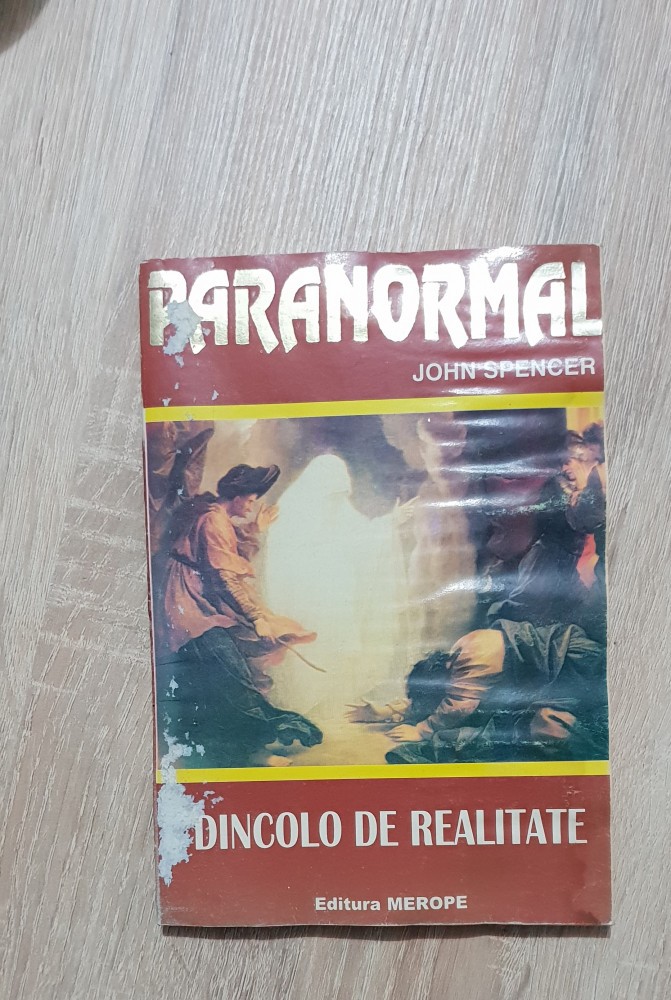 PARANORMAL
JOHN SPENCER
DINCOLO DE REALITATE
Editura MEROPE